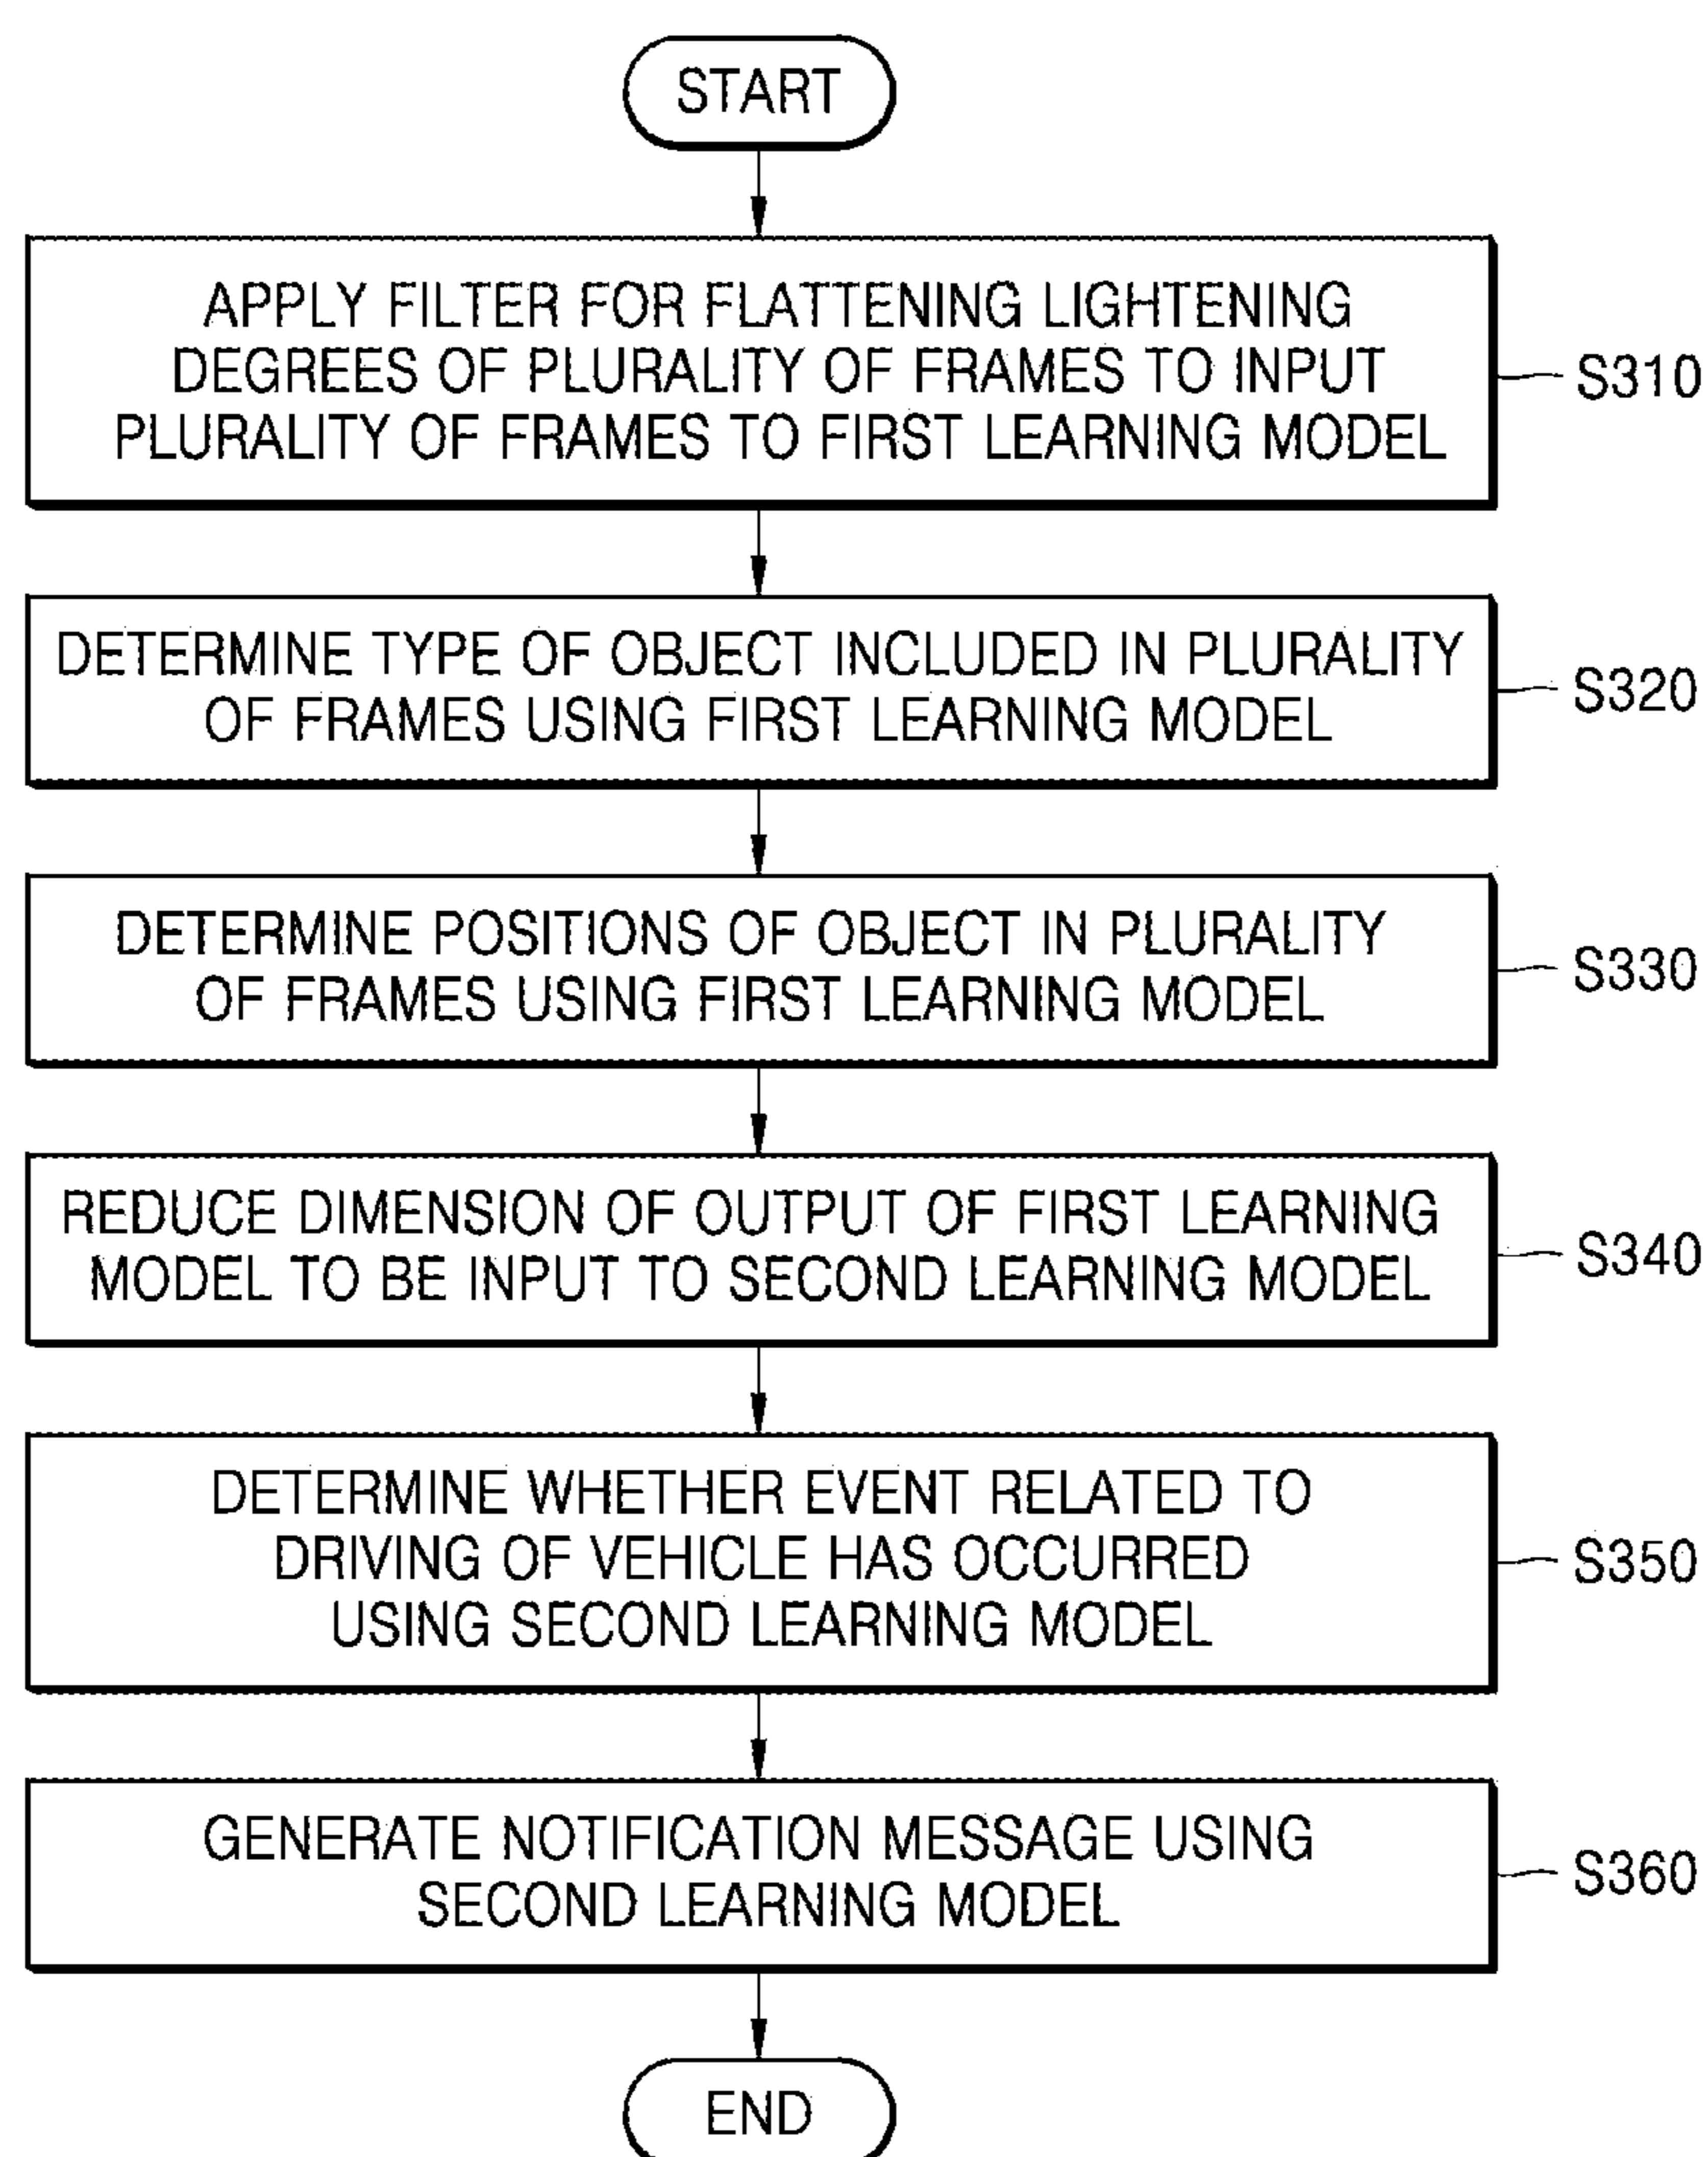 START
APPLY FILTER FOR FLATTENING LIGHTENING
DEGREES OF PLURALITY OF FRAMES TO INPUT
PLURALITY OF FRAMES TO FIRST LEARNING MODEL
S310
DETERMINE TYPE OF OBJECT INCLUDED IN PLURALITY
OF FRAMES USING FIRST LEARNING MODEL
S320
DETERMINE POSITIONS OF OBJECT IN PLURALITY
OF FRAMES USING FIRST LEARNING MODEL
S330
REDUCE DIMENSION OF OUTPUT OF FIRST LEARNING
MODEL TO BE INPUT TO SECOND LEARNING MODEL
S340
DETERMINE WHETHER EVENT RELATED TO
DRIVING OF VEHICLE HAS OCCURRED
USING SECOND LEARNING MODEL
S350
GENERATE NOTIFICATION MESSAGE USING
SECOND LEARNING MODEL
S360
END